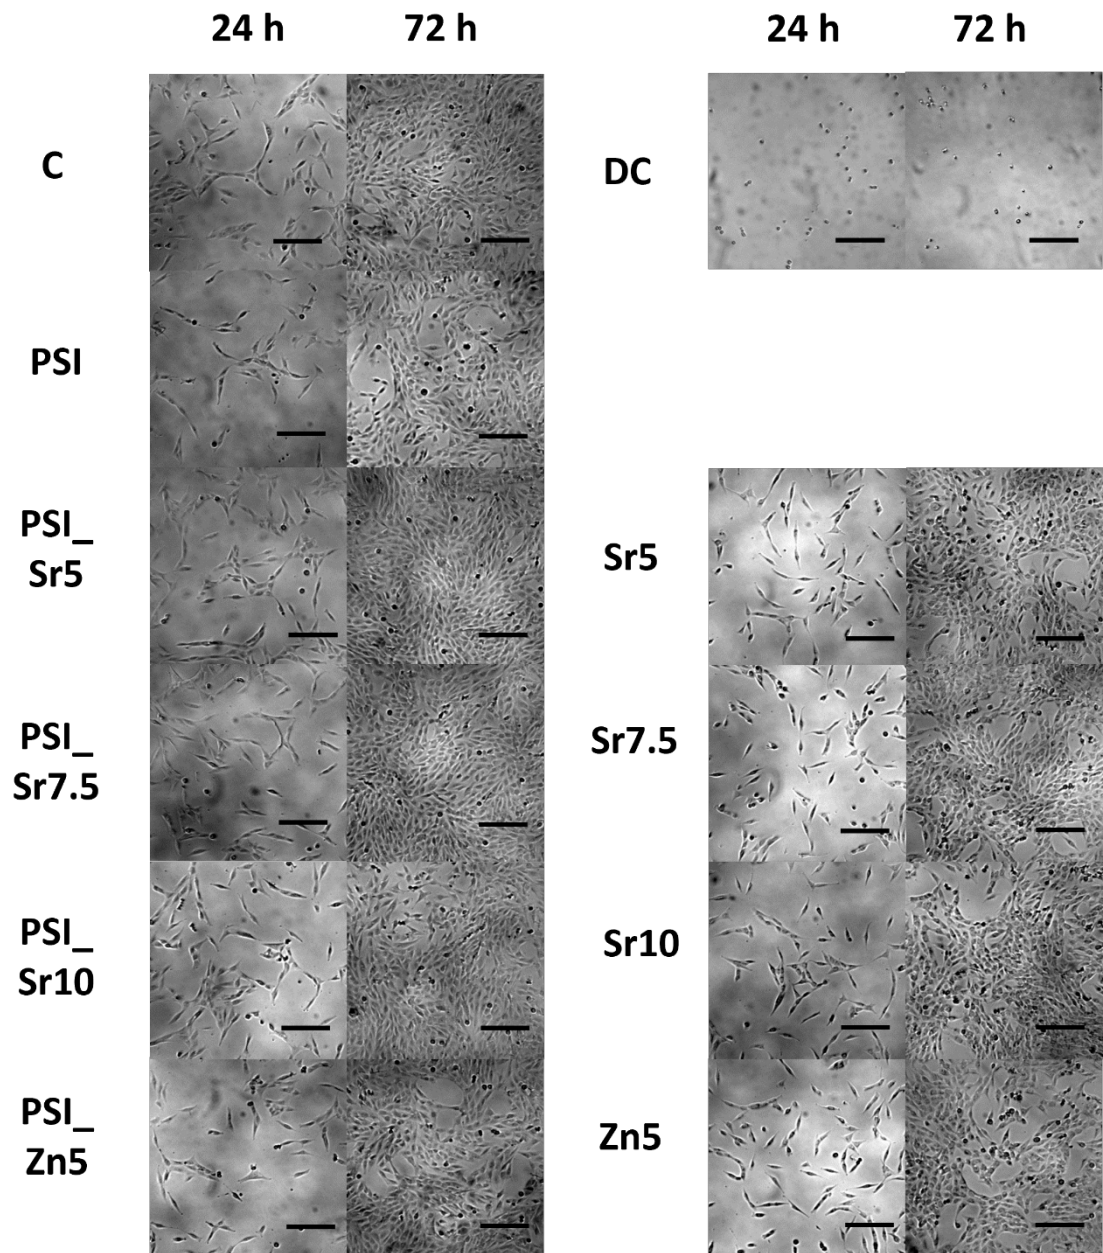 24 h 72 h 24 h 72 h
C DC
PSI
PSI_
Sr5
Sr5
PSI_
Sr7.5
Sr7.5
PSI_
Sr10
Sr10
PSI_
Zn5
Zn5